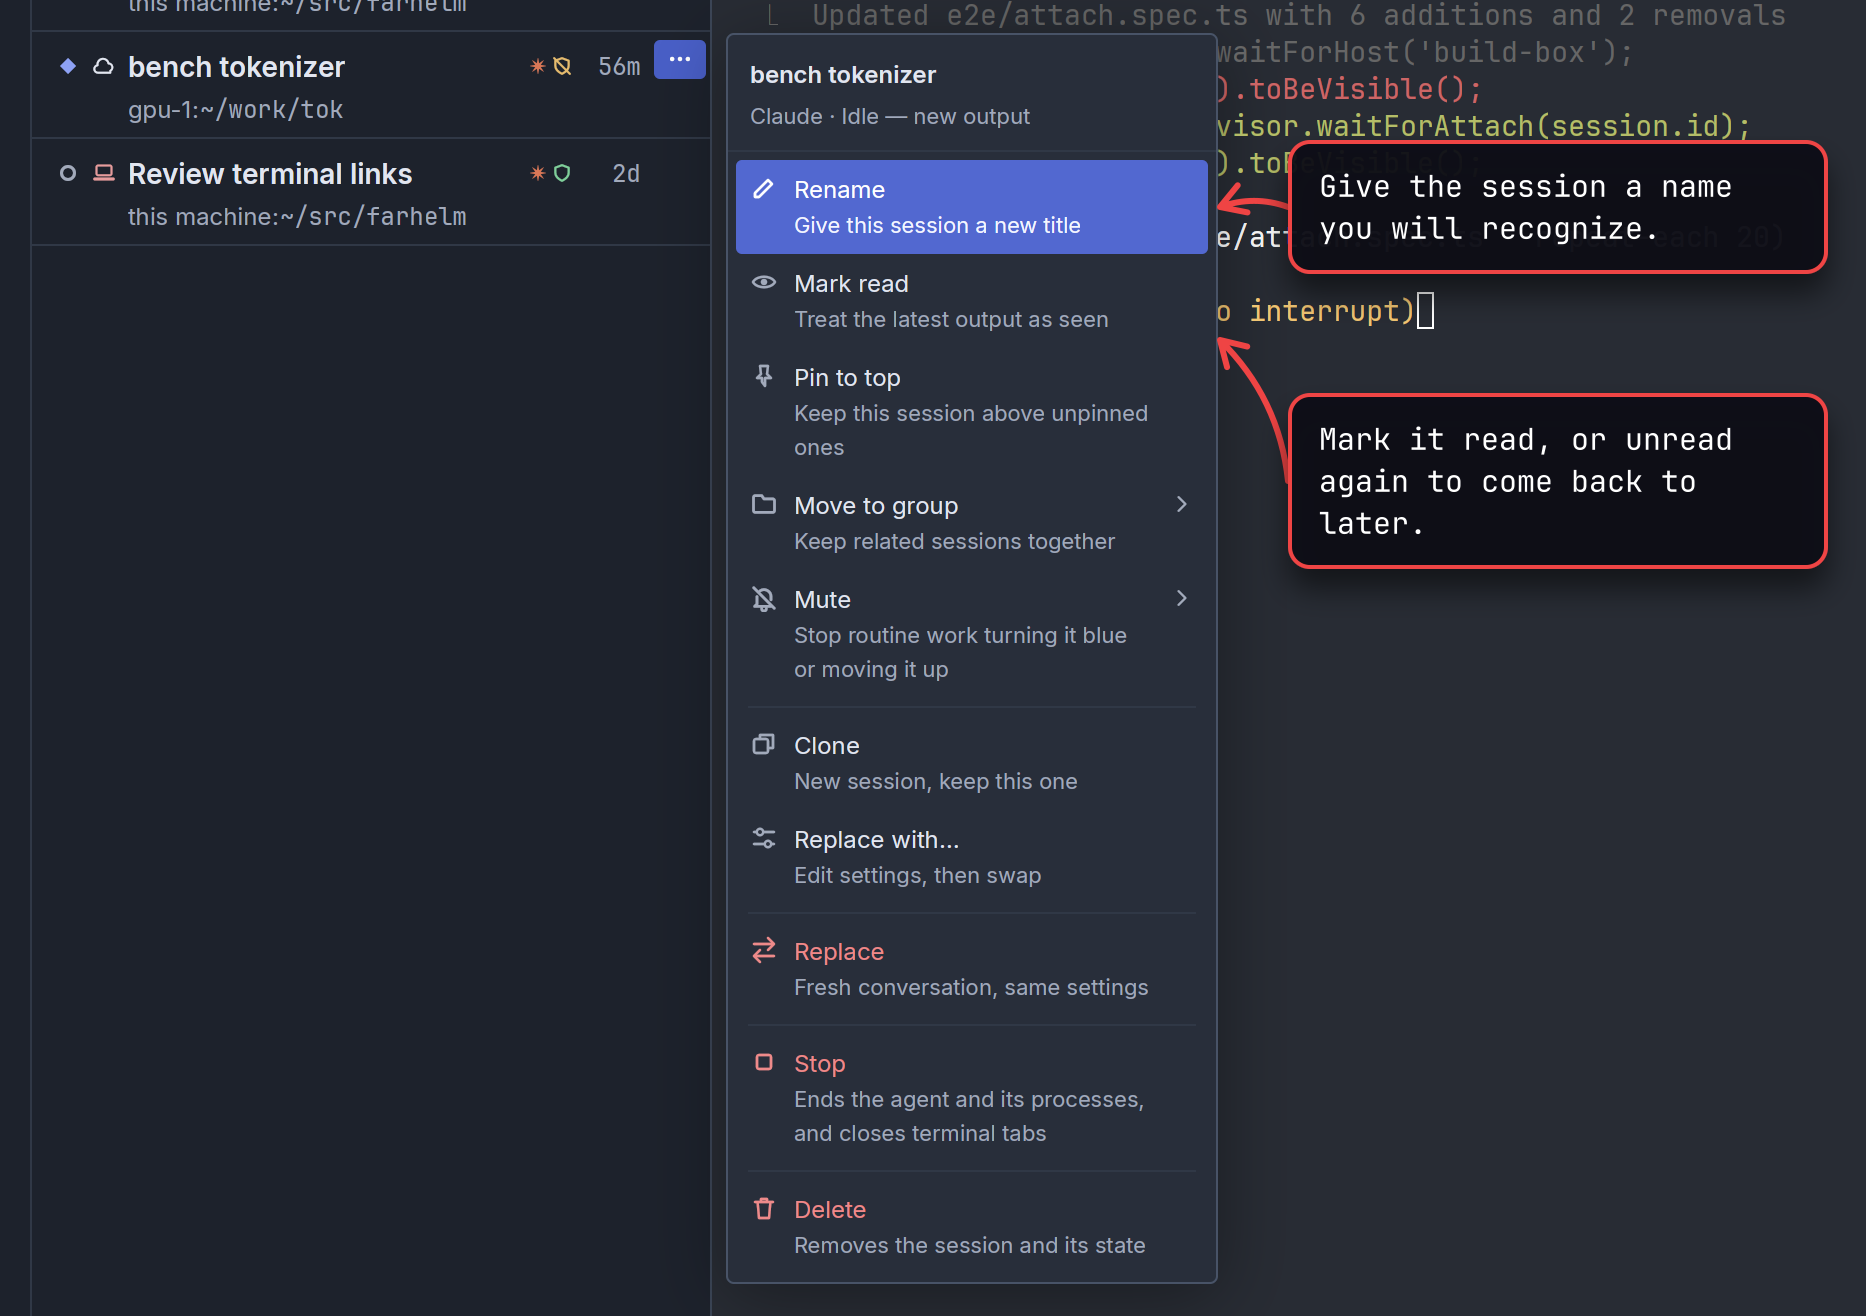 this machine:~/src/farhelm
bench tokenizer
56m
gpu-1:~/work/tok
Review terminal links
2d
this machine:~/src/farhelm
bench tokenizer
Claude · Idle — new output
Rename
Give this session a new title
Mark read
Treat the latest output as seen
Pin to top
Keep this session above unpinned
ones
Move to group
Keep related sessions together
Mute
Stop routine work turning it blue
or moving it up
Clone
New session, keep this one
Replace with...
Edit settings, then swap
Replace
Fresh conversation, same settings
Stop
Ends the agent and its processes,
and closes terminal tabs
Delete
Removes the session and its state
Updated e2e/attach.spec.ts with 6 additions and 2 removals
waitForHost('build-box');
).toBeVisible();
visor.waitForAttach(session.id);
).toBeVisible();
e/att each 20)
o interrupt)
Give the session a name
you will recognize.
Mark it read, or unread
again to come back to
later.